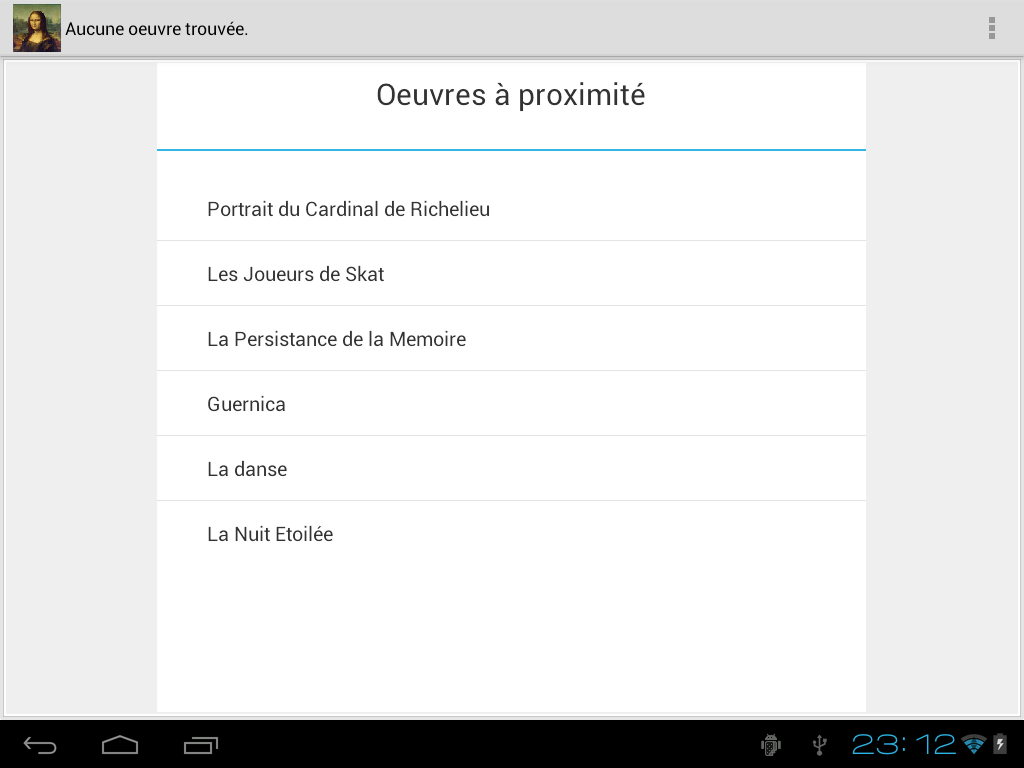 Aucune oeuvre trouvée.
Oeuvres à proximité
Portrait du Cardinal de Richelieu
Les Joueurs de Skat
La Persistance de la Memoire
Guernica
La danse
La Nuit Etoilée
23:12